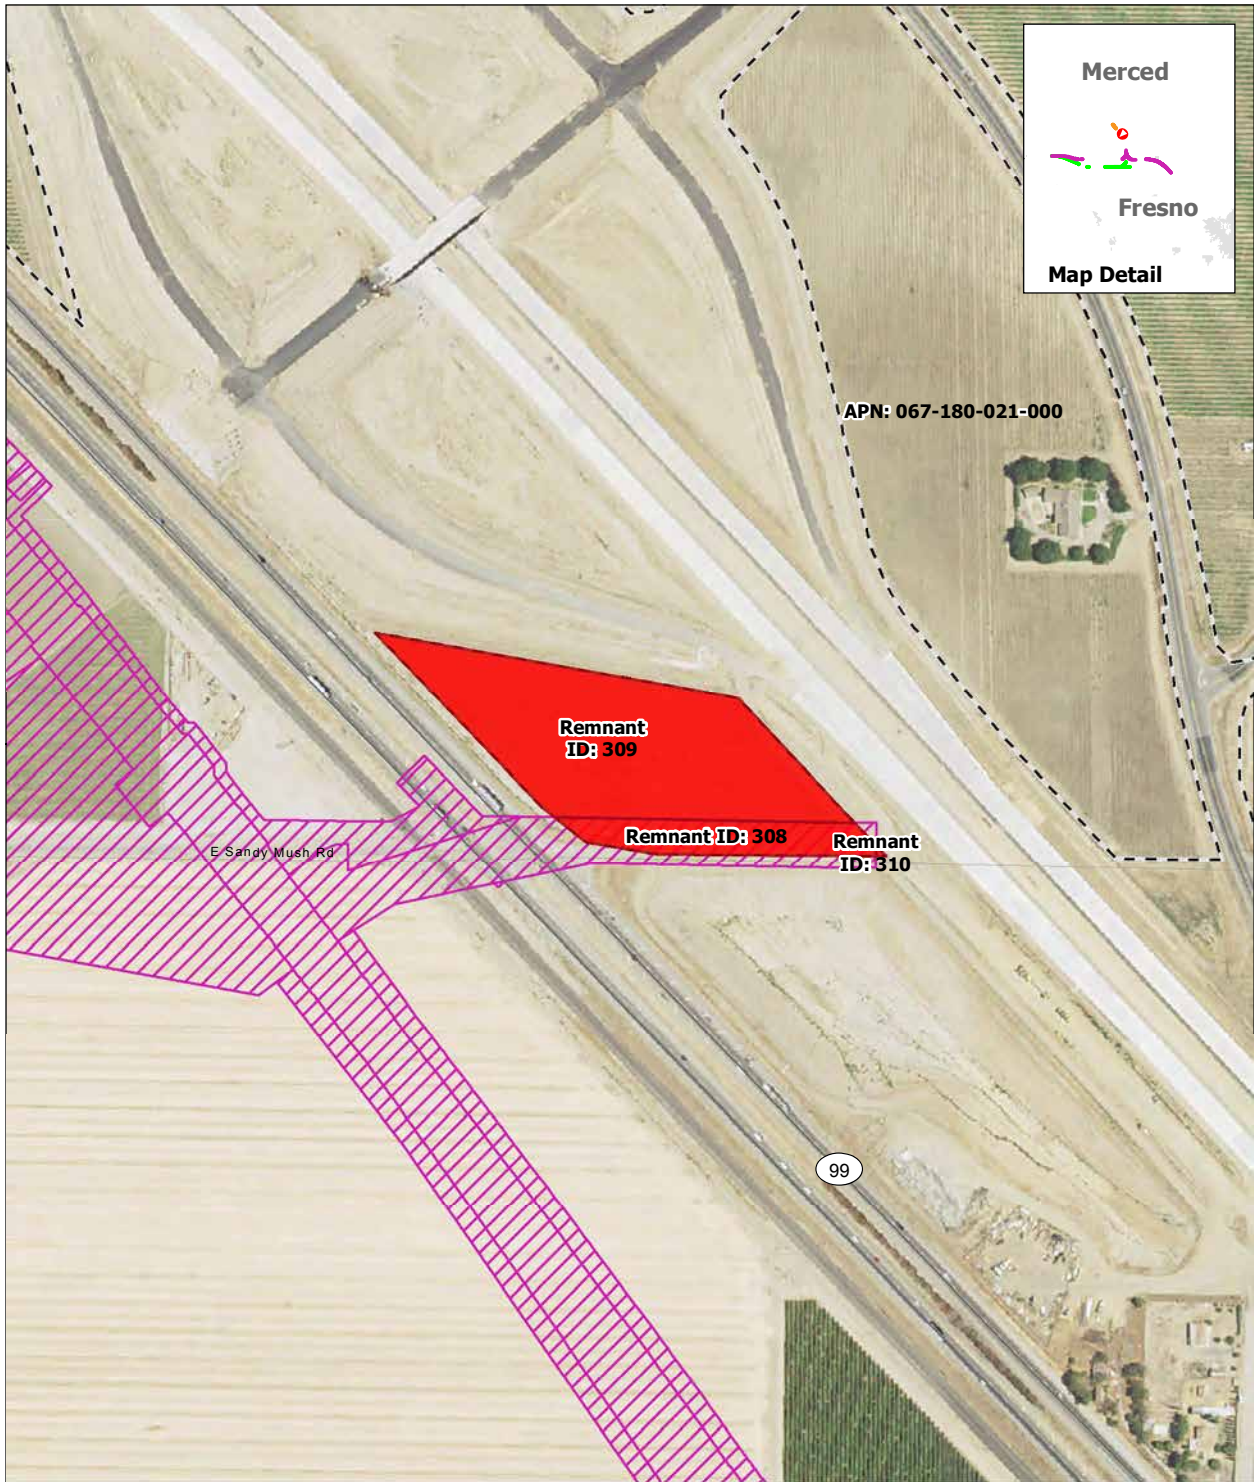 Merced
Fresno
Map Detail
APN: 067-180-021-000
Remnant
ID: 309
Remnant ID: 308
Remnant
ID: 310
E Sandy Mush Rd
99